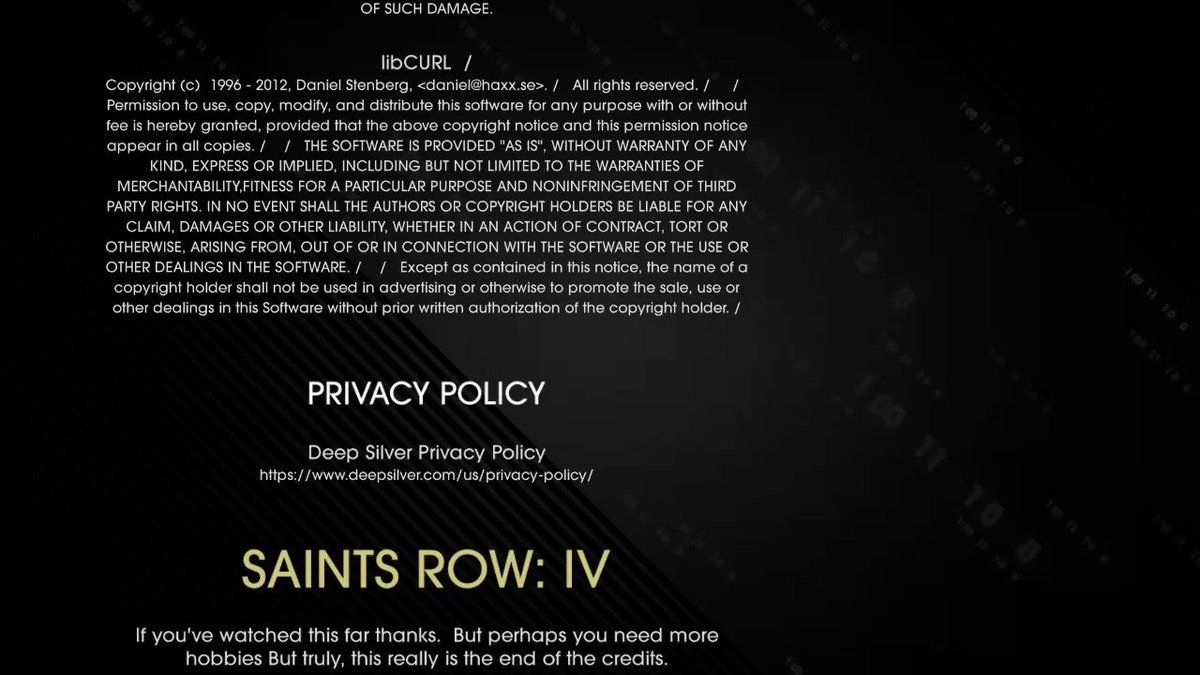 OF SUCH DAMAGE.
libCURL /
Copyright (c) 1996 - 2012, Daniel Stenberg, <daniel@haxx.se>. / All rights reserved. / /
Permission to use, copy, modify, and distribute this software for any purpose with or without
fee is hereby granted, provided that the above copyright notice and this permission notice
appear in all copies. / / THE SOFTWARE IS PROVIDED "AS IS", WITHOUT WARRANTY OF ANY
KIND, EXPRESS OR IMPLIED, INCLUDING BUT NOT LIMITED TO THE WARRANTIES OF
MERCHANTABILITY,FITNESS FOR A PARTICULAR PURPOSE AND NONINFRINGEMENT OF THIRD
PARTY RIGHTS. IN NO EVENT SHALL THE AUTHORS OR COPYRIGHT HOLDERS BE LIABLE FOR ANY
CLAIM, DAMAGES OR OTHER LIABILITY, WHETHER IN AN ACTION OF CONTRACT, TORT OR
OTHERWISE, ARISING FROM, OUT OF OR IN CONNECTION WITH THE SOFTWARE OR THE USE OR
OTHER DEALINGS IN THE SOFTWARE. / / Except as contained in this notice, the name of a
copyright holder shall not be used in advertising or otherwise to promote the sale, use or
other dealings in this Software without prior written authorization of the copyright holder. /
PRIVACY POLICY
Deep Silver Privacy Policy
https://www.deepsilver.com/us/privacy-policy/
SAINTS ROW: IV
If you've watched this far thanks. But perhaps you need more
hobbies But truly, this really is the end of the credits.